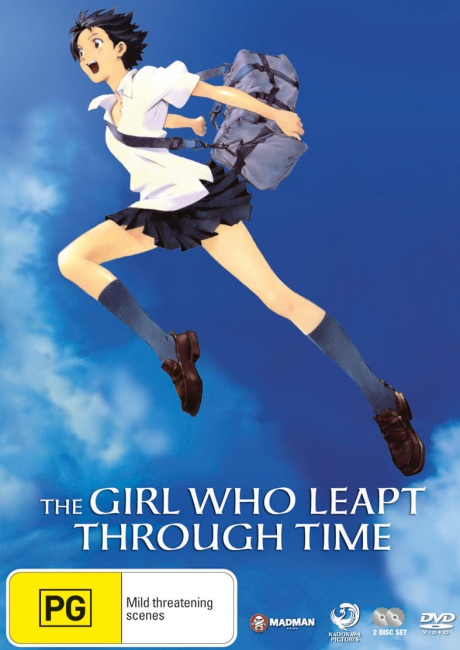 THE GIRL WHO LEAPT
THROUGH TIME
PG
Mild threatening
scenes
MADMAN
KADOKAWA
PICTURES
2 DISC SET
DVD
VIDEO